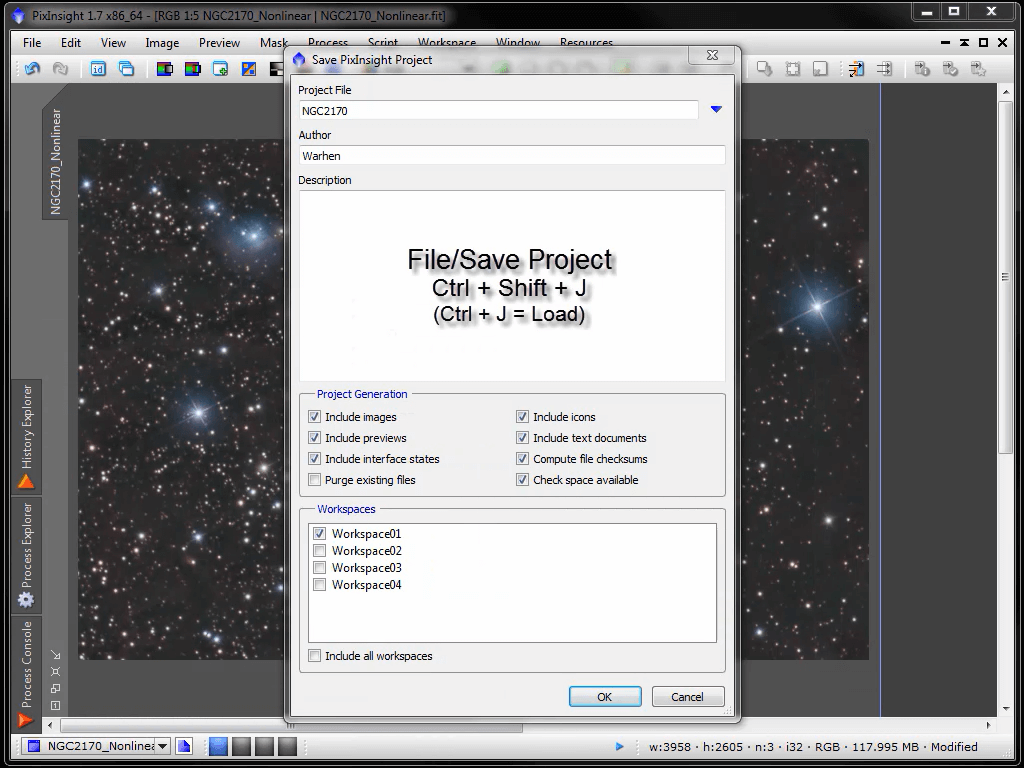 PixInsight 1.7 x86_64 - [RGB 1:5 NGC2170_Nonlinear | NGC2170_Nonlinear.fit]
File Edit View Image Preview Mask Process Script Workspace Window Resources
Save PixInsight Project
Project File
NGC2170
Author
Warhen
Description
File/Save Project
Ctrl + Shift + J
(Ctrl + J = Load)
Project Generation
Include images
Include icons
Include previews
Include text documents
Include interface states
Compute file checksums
Purge existing files
Check space available
Workspaces
Workspace01
Workspace02
Workspace03
Workspace04
Include all workspaces
OK Cancel
NGC2170_Nonlinear
History Explorer
Process Explorer
Process Console
id
NGC2170_Nonlinea
w:3958 · h:2605 · n:3 · i32 · RGB · 117.995 MB · Modified